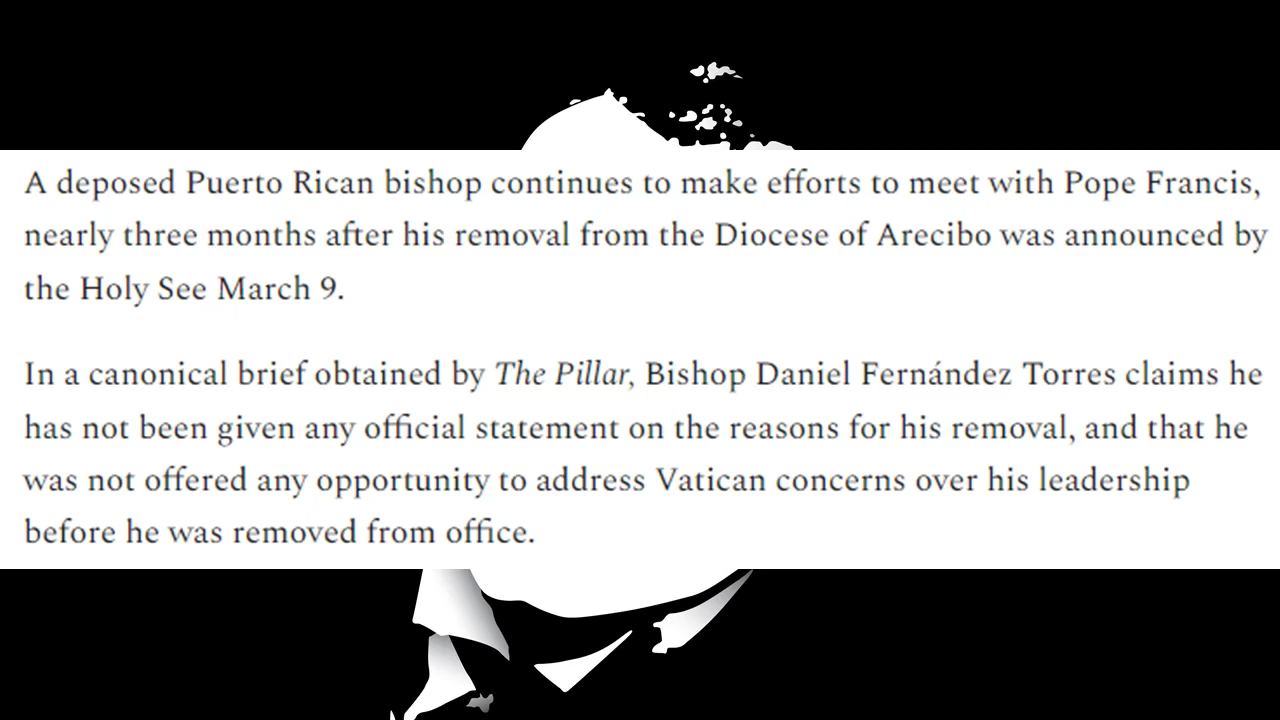 A deposed Puerto Rican bishop continues to make efforts to meet with Pope Francis,
nearly three months after his removal from the Diocese of Arecibo was announced by
the Holy See March 9.
In a canonical brief obtained by The Pillar, Bishop Daniel Fernández Torres claims he
has not been given any official statement on the reasons for his removal, and that he
was not offered any opportunity to address Vatican concerns over his leadership
before he was removed from office.